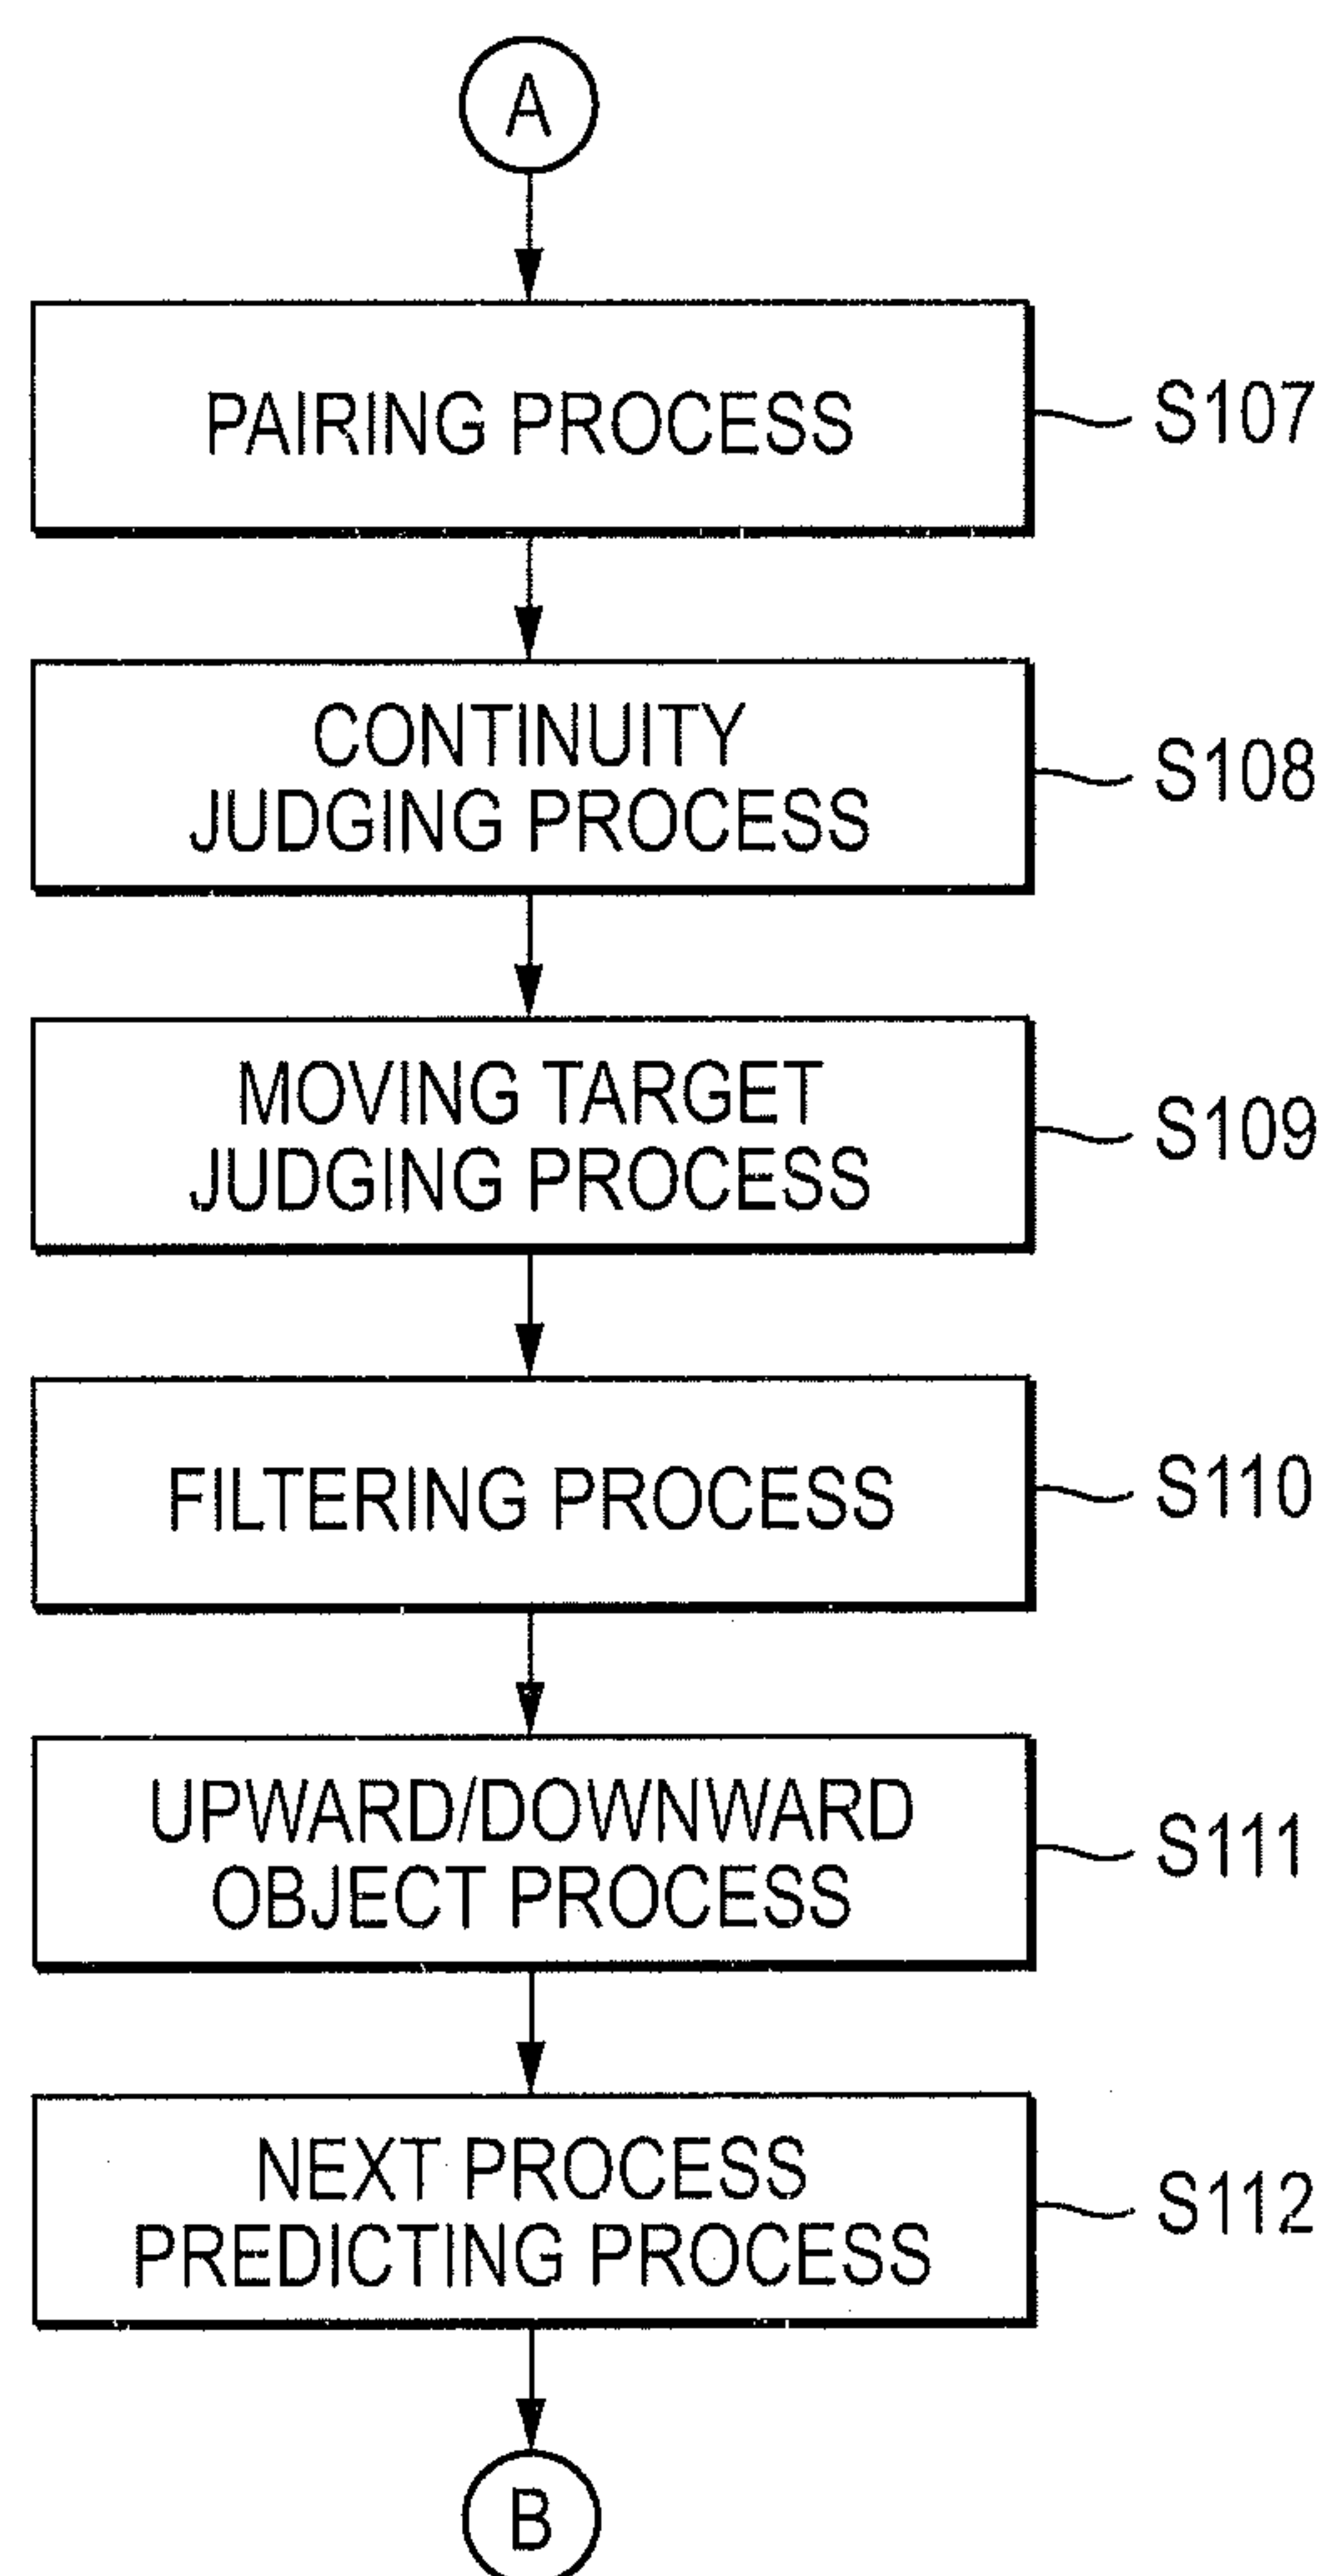 A
PAIRING PROCESS
S107
CONTINUITY
JUDGING PROCESS
S108
MOVING TARGET
JUDGING PROCESS
S109
FILTERING PROCESS
S110
UPWARD/DOWNWARD
OBJECT PROCESS
S111
NEXT PROCESS
PREDICTING PROCESS
S112
B